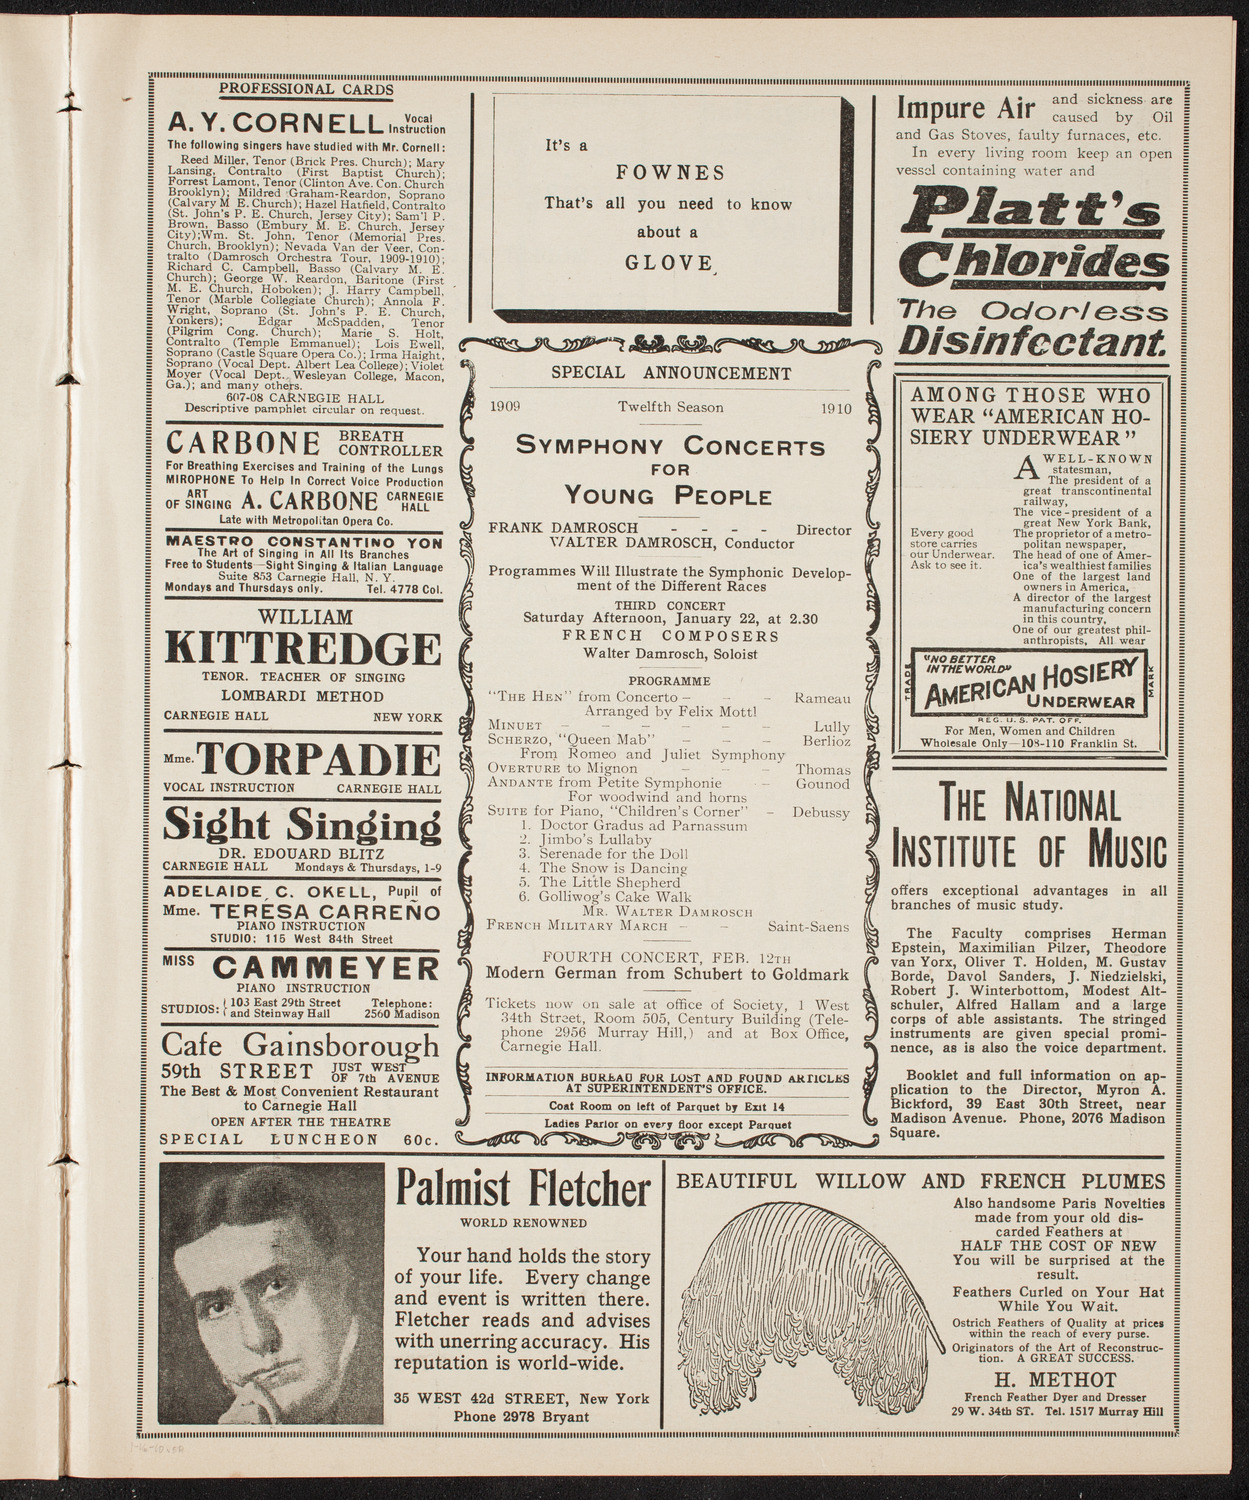 PROFESSIONAL CARDS
A. Y. CORNELL Vocal Instruction
The following singers have studied with Mr. Cornell:
Reed Miller, Tenor (Brick Pres. Church); Mary
Lansing, Contralto (First Baptist Church);
Forrest Lamont, Tenor (Clinton Ave. Con. Church
Brooklyn); Mildred Graham-Reardon, Soprano
(Calvary M E. Church); Hazel Hatfield, Contralto
(St. John's P. E. Church, Jersey City); Sam'l P.
Brown, Basso (Embury M. E. Church, Jersey
City); Wm. St. John, Tenor (Memorial Pres.
Church, Brooklyn); Nevada Van der Veer, Con-
tralto (Damrosch Orchestra Tour, 1909-1910);
Richard C. Campbell, Basso (Calvary M. E.
Church); George W. Reardon, Baritone (First
M. E. Church, Hoboken); J. Harry Campbell,
Tenor (Marble Collegiate Church); Annola F.
Wright, Soprano (St. John's P. E. Church,
Yonkers); Edgar McSpadden, Tenor
(Pilgrim Cong. Church); Marie S. Holt,
Contralto (Temple Emmanuel); Lois Ewell,
Soprano (Castle Square Opera Co.); Irma Haight,
Soprano (Vocal Dept. Albert Lea College); Violet
Moyer (Vocal Dept., Wesleyan College, Macon,
Ga.); and many others.
607-08 CARNEGIE HALL
Descriptive pamphlet circular on request.
CARBONE BREATH CONTROLLER
For Breathing Exercises and Training of the Lungs
MIROPHONE To Help In Correct Voice Production
ART OF SINGING A. CARBONE CARNEGIE HALL
Late with Metropolitan Opera Co.
MAESTRO CONSTANTINO YON
The Art of Singing in All Its Branches
Free to Students—Sight Singing & Italian Language
Suite 853 Carnegie Hall, N. Y.
Mondays and Thursdays only. Tel. 4778 Col.
WILLIAM
KITTREDGE
TENOR. TEACHER OF SINGING
LOMBARDI METHOD
CARNEGIE HALL NEW YORK
Mme. TORPADIE
VOCAL INSTRUCTION CARNEGIE HALL
Sight Singing
DR. EDOUARD BLITZ
CARNEGIE HALL Mondays & Thursdays, 1-9
ADELAIDE C. OKELL, Pupil of
Mme. TERESA CARREÑO
PIANO INSTRUCTION
STUDIO: 115 West 84th Street
MISS CAMMEYER
PIANO INSTRUCTION
STUDIOS: { 103 East 29th Street Telephone:
and Steinway Hall 2560 Madison
Cafe Gainsborough
59th STREET JUST WEST OF 7th AVENUE
The Best & Most Convenient Restaurant
to Carnegie Hall
OPEN AFTER THE THEATRE
SPECIAL LUNCHEON 60c.
It's a
FOWNES
That's all you need to know
about a
GLOVE
SPECIAL ANNOUNCEMENT
1909 Twelfth Season 1910
SYMPHONY CONCERTS
FOR
YOUNG PEOPLE
FRANK DAMROSCH - - - - Director
WALTER DAMROSCH, Conductor
Programmes Will Illustrate the Symphonic Develop-
ment of the Different Races
THIRD CONCERT
Saturday Afternoon, January 22, at 2.30
FRENCH COMPOSERS
Walter Damrosch, Soloist
PROGRAMME
"THE HEN" from Concerto – – – Rameau
Arranged by Felix Mottl
MINUET – – – – – – Lully
SCHERZO, "Queen Mab" – – – Berlioz
From Romeo and Juliet Symphony
OVERTURE to Mignon – – – Thomas
ANDANTE from Petite Symphonie – Gounod
For woodwind and horns
SUITE for Piano, "Children's Corner" – Debussy
1. Doctor Gradus ad Parnassum
2. Jimbo's Lullaby
3. Serenade for the Doll
4. The Snow is Dancing
5. The Little Shepherd
6. Golliwog's Cake Walk
MR. WALTER DAMROSCH
FRENCH MILITARY MARCH – – Saint-Saens
FOURTH CONCERT, FEB. 12TH
Modern German from Schubert to Goldmark
Tickets now on sale at office of Society, 1 West
34th Street, Room 505, Century Building (Tele-
phone 2956 Murray Hill,) and at Box Office,
Carnegie Hall.
INFORMATION BUREAU FOR LOST AND FOUND ARTICLES
AT SUPERINTENDENT'S OFFICE.
Coat Room on left of Parquet by Exit 14
Ladies Parlor on every floor except Parquet
Impure Air and sickness are
caused by Oil
and Gas Stoves, faulty furnaces, etc.
In every living room keep an open
vessel containing water and
Platt's
Chlorides
The Odorless
Disinfectant.
AMONG THOSE WHO
WEAR "AMERICAN HO-
SIERY UNDERWEAR"
A WELL-KNOWN
statesman,
The president of a
great transcontinental
railway,
The vice-president of a
great New York Bank,
The proprietor of a metro-
politan newspaper,
The head of one of Amer-
ica's wealthiest families
One of the largest land
owners in America,
A director of the largest
manufacturing concern
in this country,
One of our greatest phil-
anthropists, All wear
Every good
store carries
our Underwear.
Ask to see it.
TRADE MARK
"NO BETTER
IN THE WORLD"
AMERICAN HOSIERY
UNDERWEAR
REG. U. S. PAT. OFF.
For Men, Women and Children
Wholesale Only—108-110 Franklin St.
THE NATIONAL
INSTITUTE OF MUSIC
offers exceptional advantages in all
branches of music study.
The Faculty comprises Herman
Epstein, Maximilian Pilzer, Theodore
van Yorx, Oliver T. Holden, M. Gustav
Borde, Davol Sanders, J. Niedzielski,
Robert J. Winterbottom, Modest Alt-
schuler, Alfred Hallam and a large
corps of able assistants. The stringed
instruments are given special promi-
nence, as is also the voice department.
Booklet and full information on ap-
plication to the Director, Myron A.
Bickford, 39 East 30th Street, near
Madison Avenue. Phone, 2076 Madison
Square.
Palmist Fletcher
WORLD RENOWNED
Your hand holds the story
of your life. Every change
and event is written there.
Fletcher reads and advises
with unerring accuracy. His
reputation is world-wide.
35 WEST 42d STREET, New York
Phone 2978 Bryant
BEAUTIFUL WILLOW AND FRENCH PLUMES
Also handsome Paris Novelties
made from your old dis-
carded Feathers at
HALF THE COST OF NEW
You will be surprised at the
result.
Feathers Curled on Your Hat
While You Wait.
Ostrich Feathers of Quality at prices
within the reach of every purse.
Originators of the Art of Reconstruc-
tion. A GREAT SUCCESS.
H. METHOT
French Feather Dyer and Dresser
29 W. 34th ST. Tel. 1517 Murray Hill